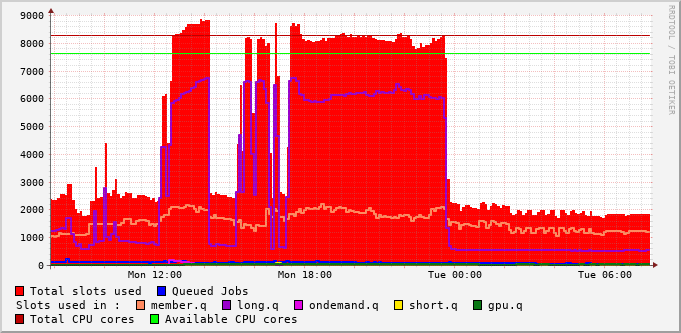 9000
8000
7000
6000
5000
4000
3000
2000
1000
0
Mon 12:00 Mon 18:00 Tue 00:00 Tue 06:00
RRDTOOL / TOBI OETIKER
Total slots used Queued Jobs
Slots used in : member.q long.q ondemand.q short.q gpu.q
Total CPU cores Available CPU cores